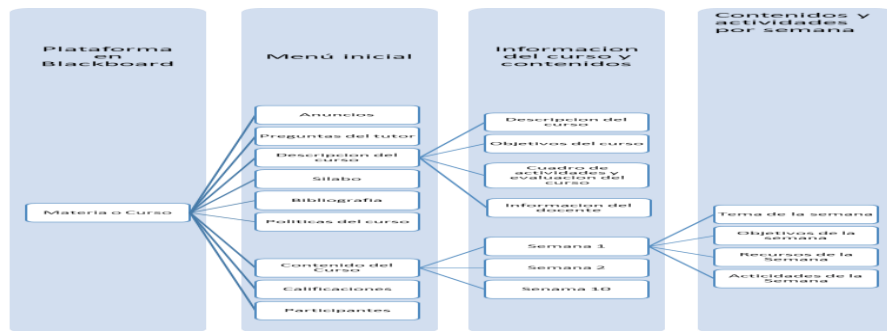 Plataforma
en
Blackboard
Menú inicial
Informacion
del curso y
contenidos
Contenidos y
actividades
por semana
Materia o Curso
Anuncios
Preguntas del tutor
Descripcion del
curso
Silabo
Bibliografia
Politicas del curso
Contenido del
Curso
Calificaciones
Participantes
Descripcion del
curso
Objetivos del curso
Cuadro de
actividades y
evaluacion del
curso
Informacion del
docente
Semana 1
Semana 2
Senama 10
Tema de la semana
Objetivos de la
semana
Recursos de la
Semana
Acticidades de la
Semana